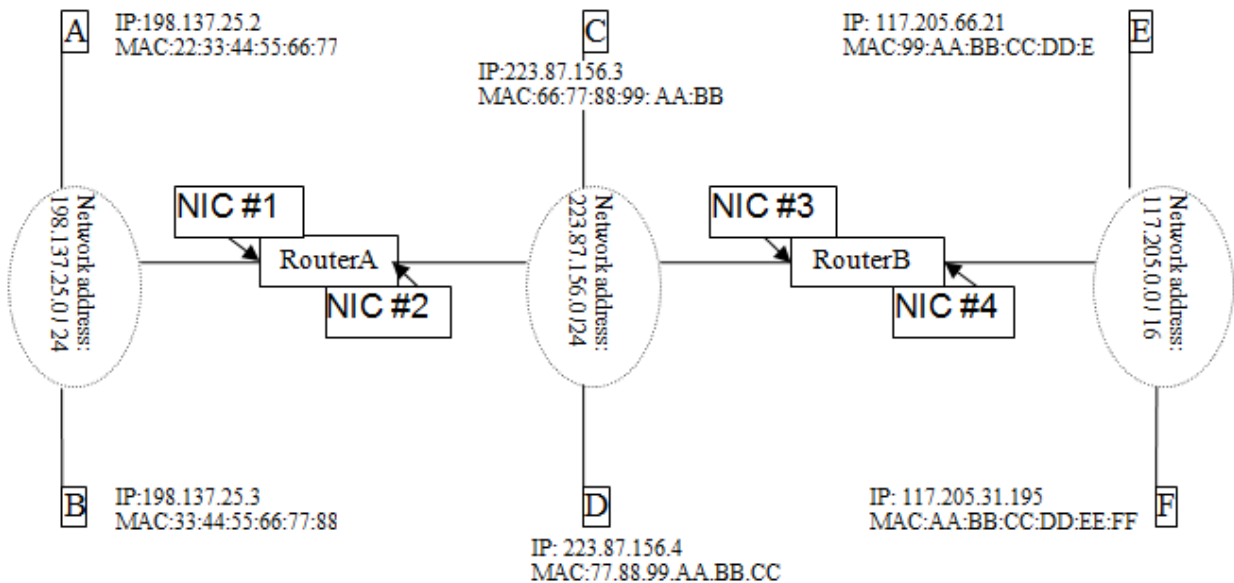 A
IP:198.137.25.2
MAC:22:33:44:55:66:77
C
IP:223.87.156.3
MAC:66:77:88:99: AA:BB
IP: 117.205.66.21
MAC:99:AA:BB:CC:DD:E
E
Network address::
198.137.25.0/ 24
NIC #1
RouterA
NIC #2
Network address::
223.87.156.0/24
NIC #3
RouterB
NIC #4
Network address::
117.205.0.0/ 16
B
IP:198.137.25.3
MAC:33:44:55:66:77:88
D
IP: 223.87.156.4
MAC:77.88.99.AA.BB.CC
IP: 117.205.31.195
MAC:AA:BB:CC:DD:EE:FF
F